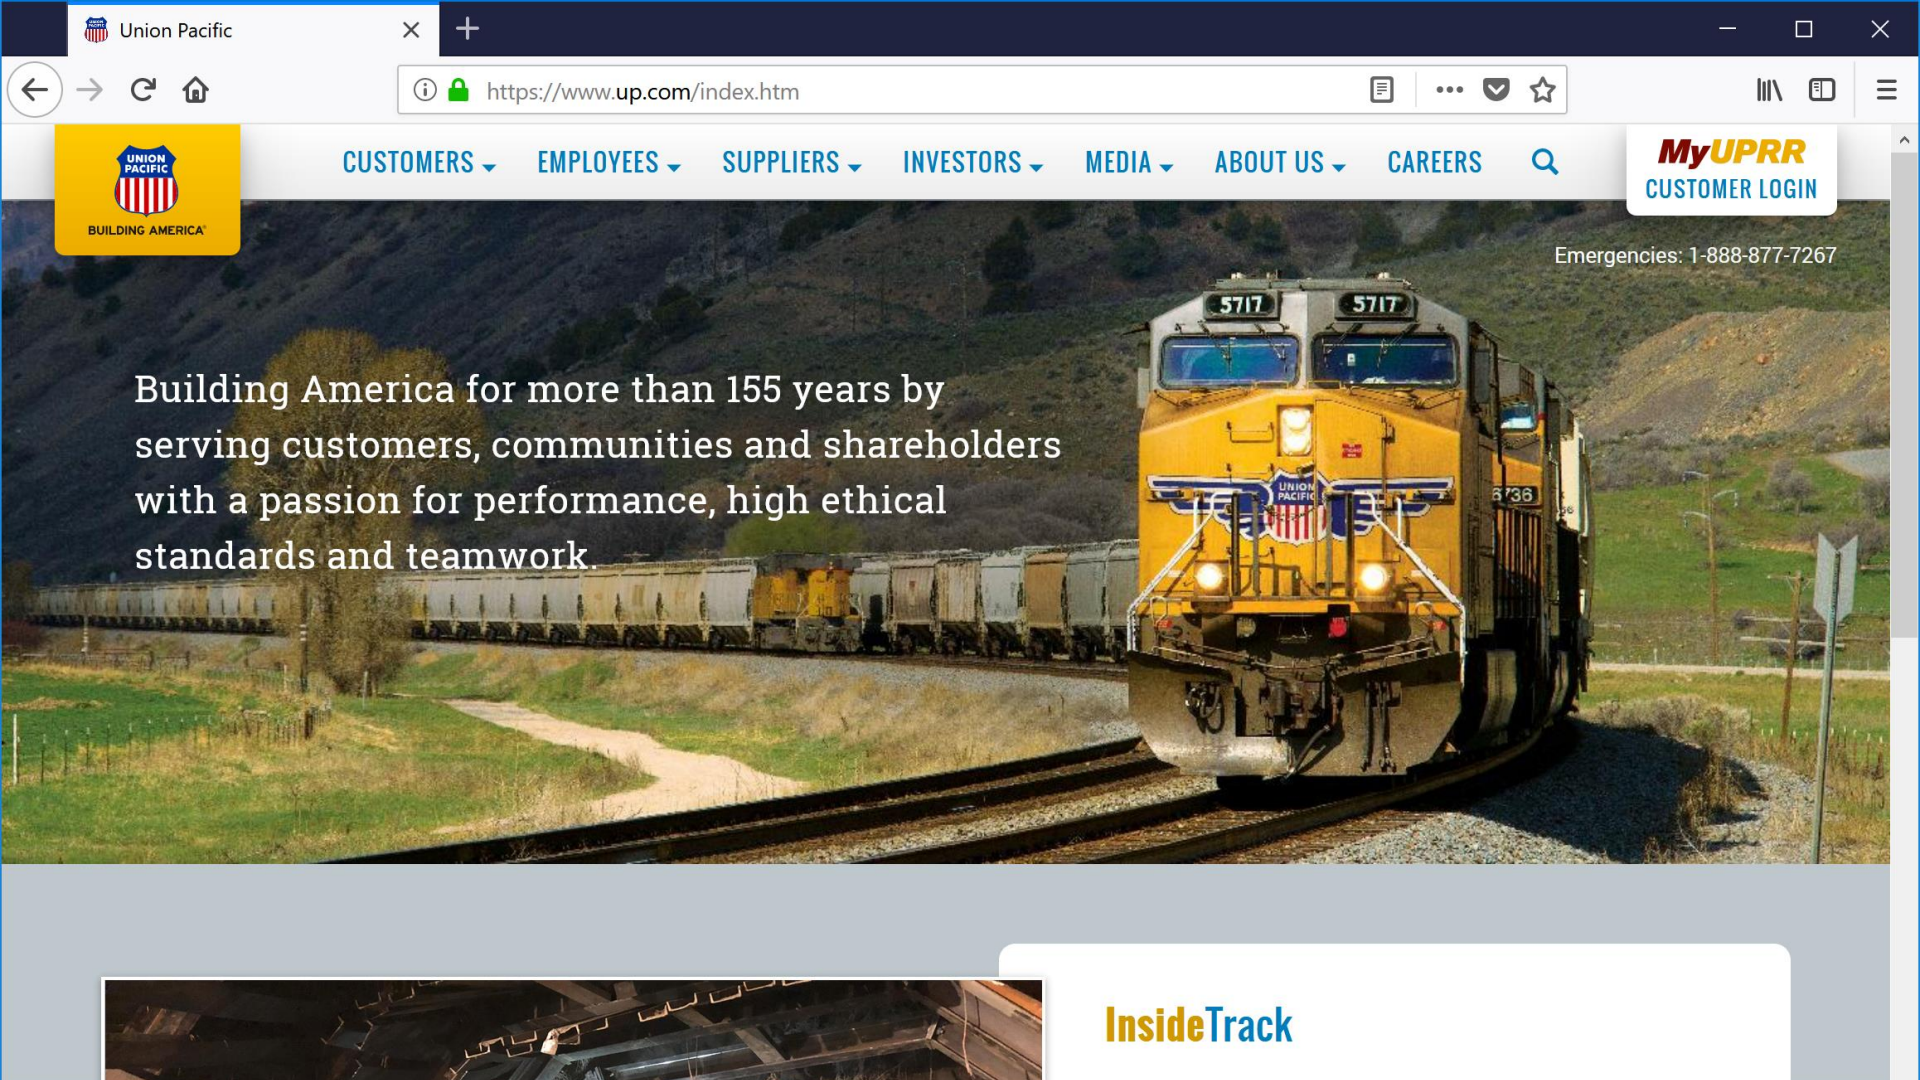 Union Pacific
https://www.up.com/index.htm
UNION
PACIFIC
BUILDING AMERICA
CUSTOMERS
EMPLOYEES
SUPPLIERS
INVESTORS
MEDIA
ABOUT US
CAREERS
MyUPRR
CUSTOMER LOGIN
Emergencies: 1-888-877-7267
Building America for more than 155 years by
serving customers, communities and shareholders
with a passion for performance, high ethical
standards and teamwork.
5717
5717
UNION
PACIFIC
6736
InsideTrack